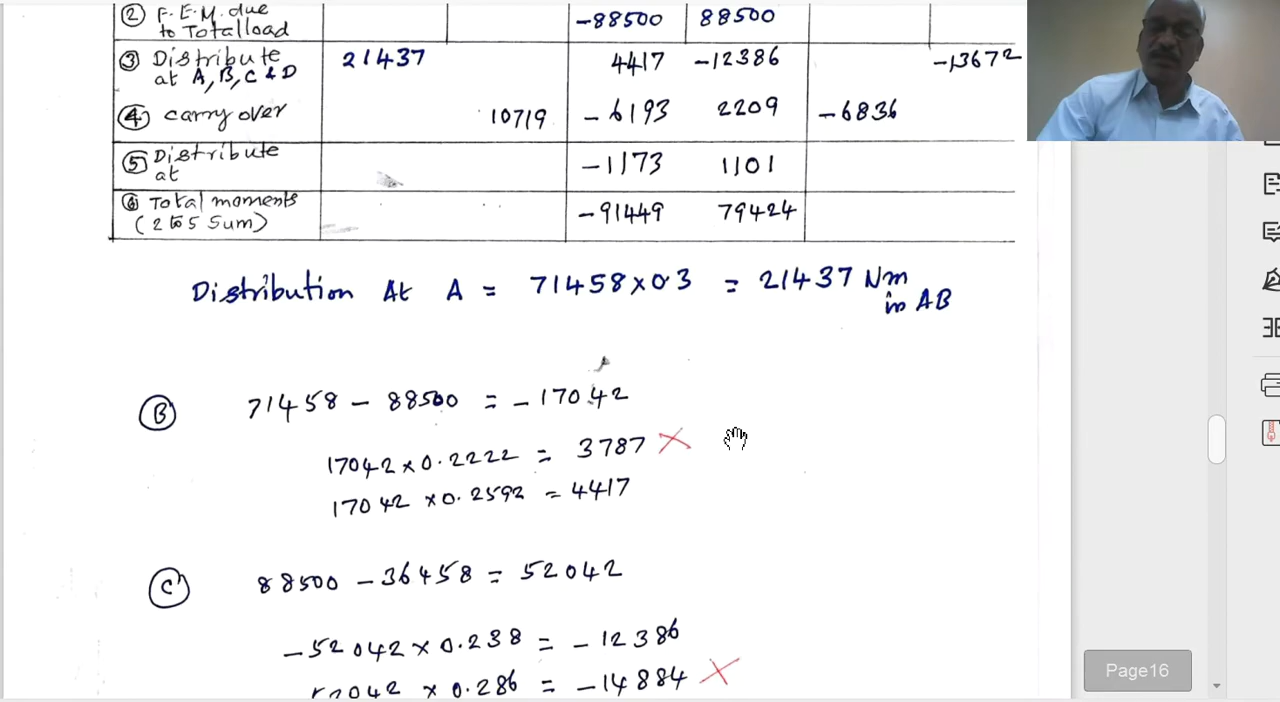 ② F.E.M. due to Total load -88500 88500
③ Distribute at A, B, C & D 21437 4417 -12386 -13672
④ carry over 10719 -6193 2209 -6836
⑤ Distribute at -1173 1101
⑥ Total moments (2 to 5 Sum) -91449 79424
Distribution At A = 71458×0.3 = 21437 Nm
in AB
Ⓑ 71458 - 88500 = -17042
17042×0.2222 = 3787 ×
17042 ×0.2592 = 4417
Ⓒ 88500 - 36458 = 52042
-52042 × 0.238 = -12386
52042 × 0.286 = -14884 ×
Page16